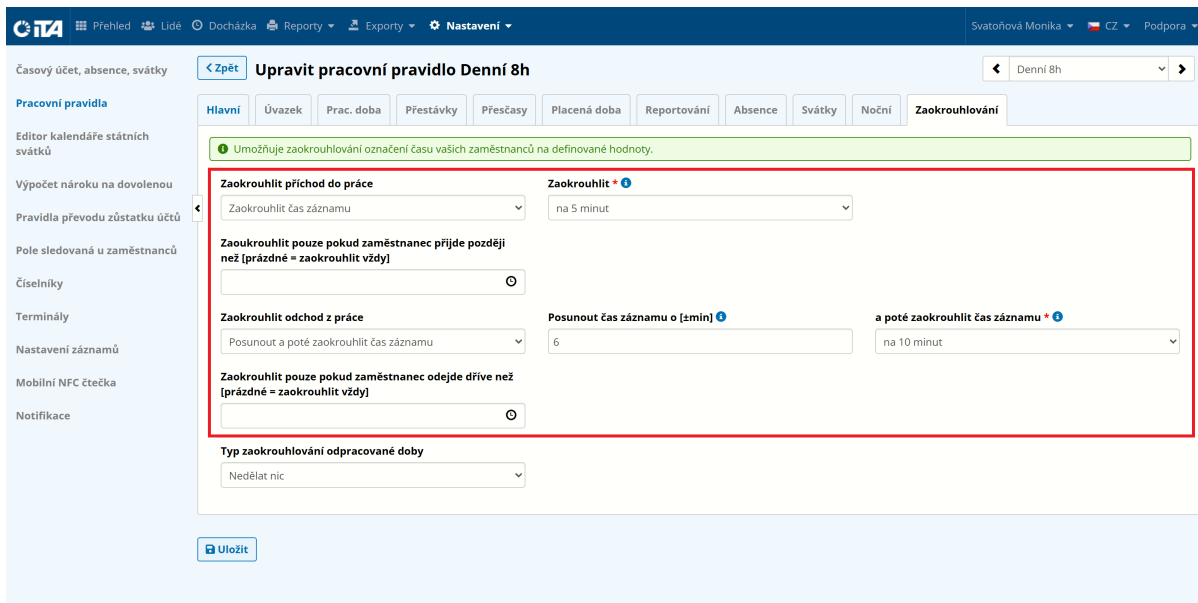 iTA Přehled Lidé Docházka Reporty Exporty Nastavení Svatoňová Monika CZ Podpora
Časový účet, absence, svátky
Pracovní pravidla
Editor kalendáře státních
svátků
Výpočet nároku na dovolenou
Pravidla převodu zůstatku účtů
Pole sledovaná u zaměstnanců
Číselníky
Terminály
Nastavení záznamů
Mobilní NFC čtečka
Notifikace
Zpět Upravit pracovní pravidlo Denní 8h Denní 8h
Hlavní Úvazek Prac. doba Přestávky Přesčasy Placená doba Reportování Absence Svátky Noční Zaokrouhlování
Umožňuje zaokrouhlování označení času vašich zaměstnanců na definované hodnoty.
Zaokrouhlit příchod do práce Zaokrouhlit *
Zaokrouhlit čas záznamu na 5 minut
Zaoukrouhlit pouze pokud zaměstnanec přijde později
než [prázdné = zaokrouhlit vždy]
Zaokrouhlit odchod z práce Posunout čas záznamu o [±min] a poté zaokrouhlit čas záznamu *
Posunout a poté zaokrouhlit čas záznamu 6 na 10 minut
Zaokrouhlit pouze pokud zaměstnanec odejde dříve než
[prázdné = zaokrouhlit vždy]
Typ zaokrouhlování odpracované doby
Nedělat nic
Uložit